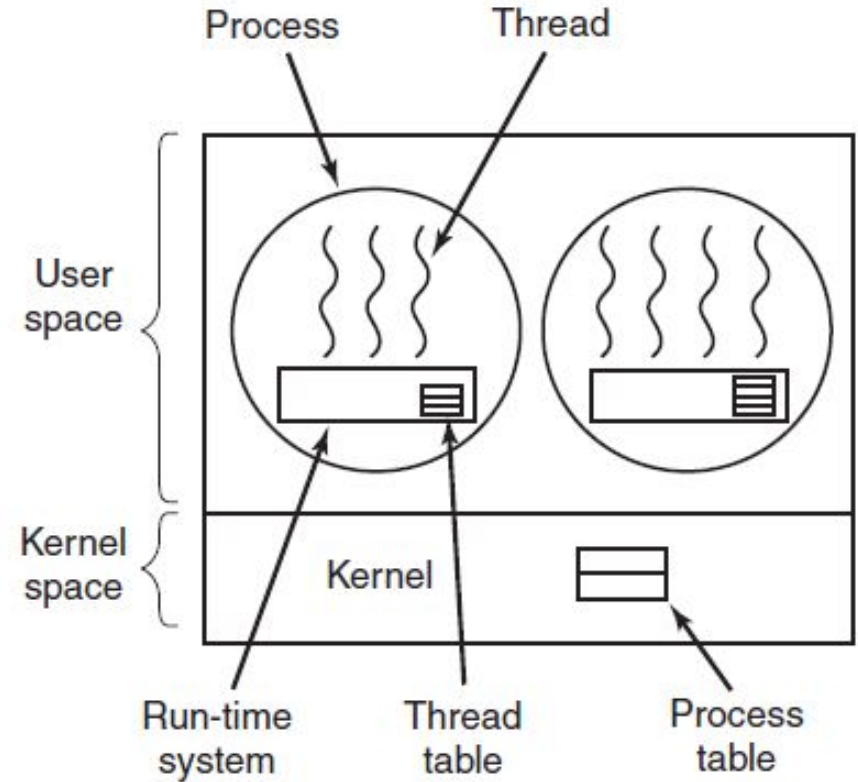 Process
Thread
User
space
Kernel
space
Kernel
Run-time
system
Thread
table
Process
table